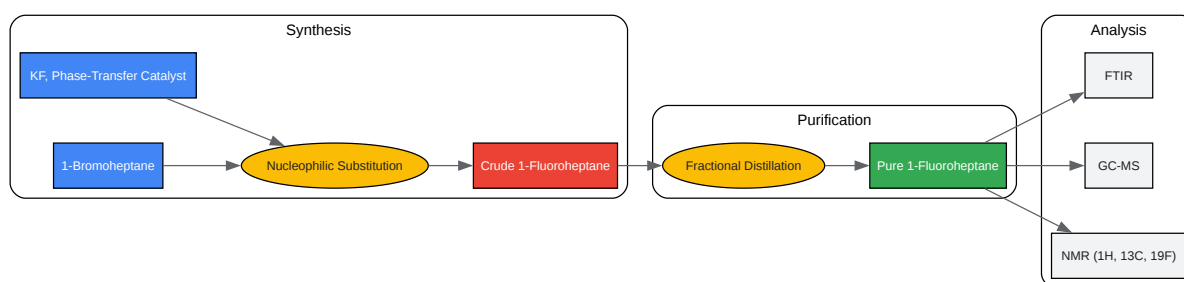 Synthesis
KF, Phase-Transfer Catalyst
1-Bromoheptane
Nucleophilic Substitution
Crude 1-Fluoroheptane
Purification
Fractional Distillation
Pure 1-Fluoroheptane
Analysis
FTIR
GC-MS
NMR (1H, 13C, 19F)